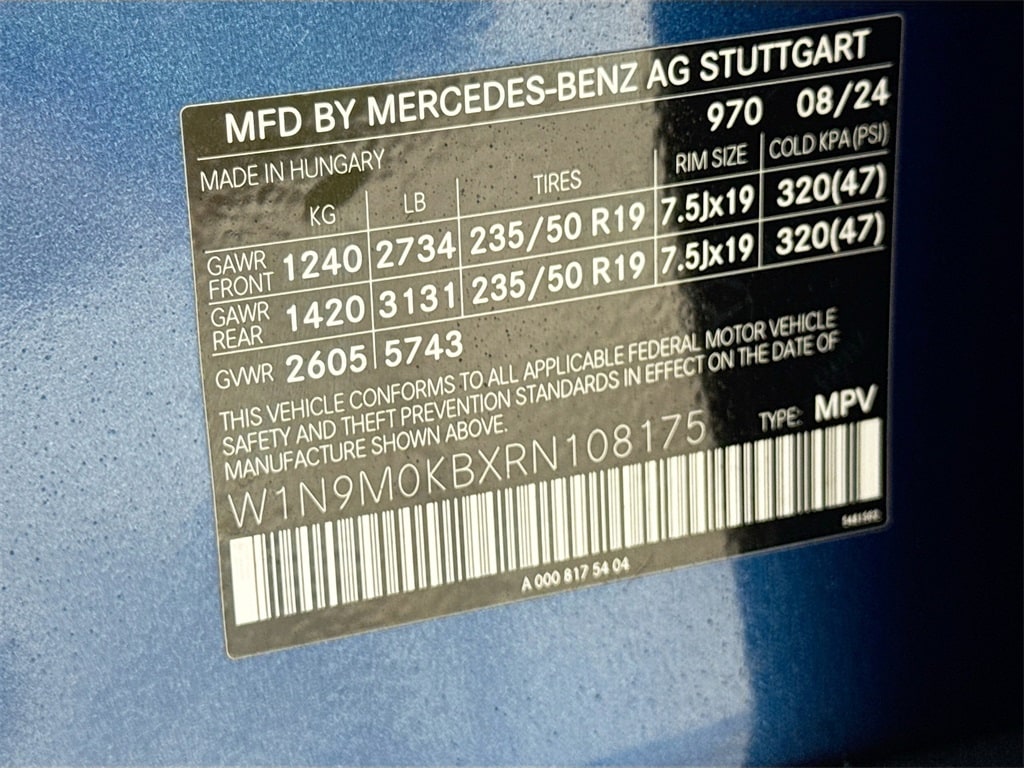 MFD BY MERCEDES-BENZ AG STUTTGART
970 08/24
MADE IN HUNGARY
KG LB TIRES RIM SIZE COLD KPA (PSI)
GAWR FRONT 1240 2734 235/50 R19 7.5Jx19 320(47)
GAWR REAR 1420 3131 235/50 R19 7.5Jx19 320(47)
GVWR 2605 5743
THIS VEHICLE CONFORMS TO ALL APPLICABLE FEDERAL MOTOR VEHICLE
SAFETY AND THEFT PREVENTION STANDARDS IN EFFECT ON THE DATE OF
MANUFACTURE SHOWN ABOVE.
W1N9M0KBXRN108175 TYPE: MPV
A 000 817 54 04